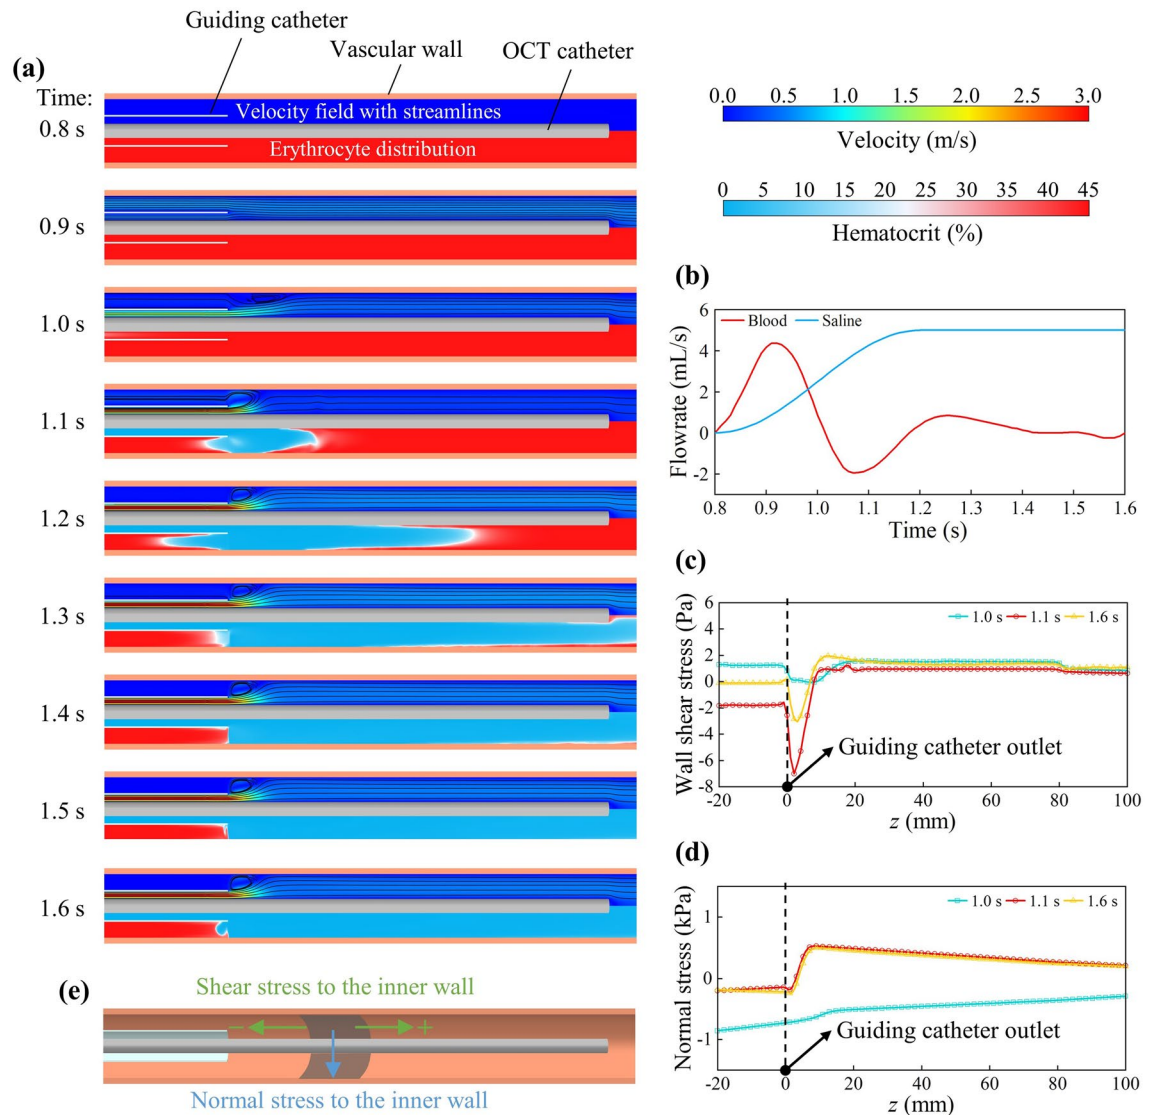 Guiding catheter
Vascular wall
OCT catheter
(a)
Time:
0.8 s
Velocity field with streamlines
Erythrocyte distribution
0.9 s
1.0 s
1.1 s
1.2 s
1.3 s
1.4 s
1.5 s
1.6 s
0.0 0.5 1.0 1.5 2.0 2.5 3.0
Velocity (m/s)
0 5 10 15 20 25 30 35 40 45
Hematocrit (%)
(b)
Blood Saline
6
4
2
0
-2
Flowrate (mL/s)
0.8 0.9 1.0 1.1 1.2 1.3 1.4 1.5 1.6
Time (s)
(c)
1.0 s 1.1 s 1.6 s
6
4
2
0
-2
-4
-6
-8
Wall shear stress (Pa)
Guiding catheter outlet
-20 0 20 40 60 80 100
z (mm)
(d)
1.0 s 1.1 s 1.6 s
1
0
-1
Normal stress (kPa)
Guiding catheter outlet
-20 0 20 40 60 80 100
z (mm)
(e)
Shear stress to the inner wall
− +
Normal stress to the inner wall